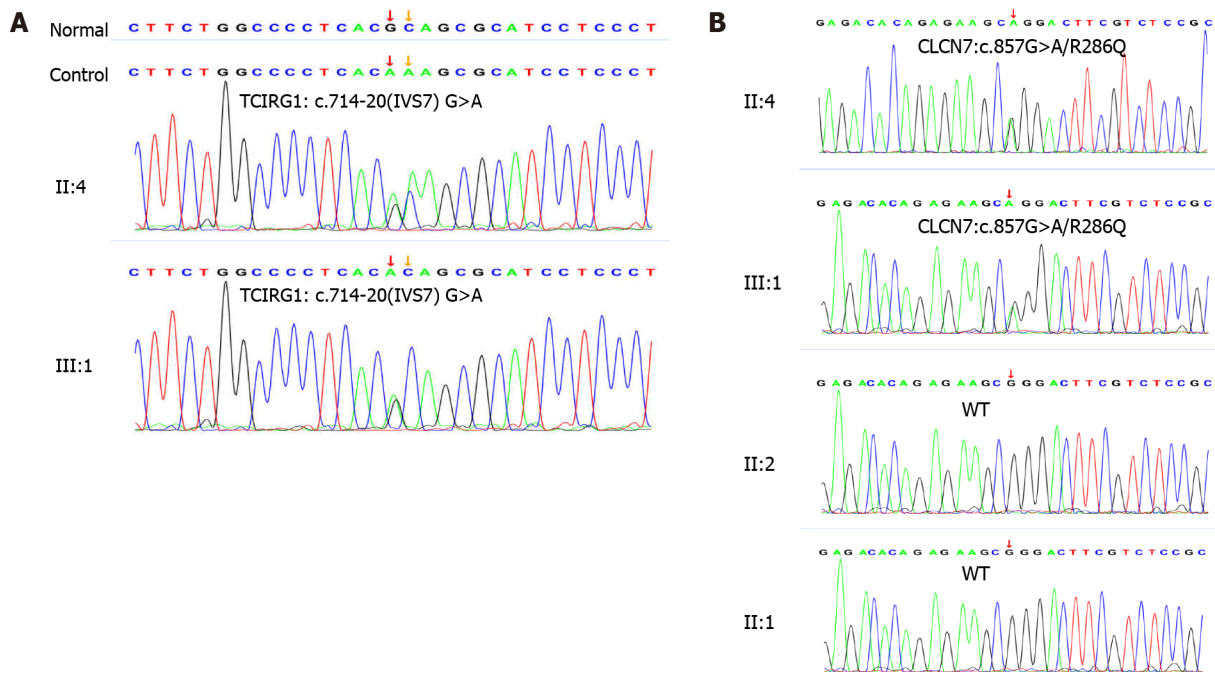 A
Normal
C T T C T G G C C C C T C A C G C A G C G C A T C C T C C C T
Control
C T T C T G G C C C C T C A C A A A G C G C A T C C T C C C T
TCIRG1: c.714-20(IVS7) G>A
II:4
C T T C T G G C C C C T C A C A C A G C G C A T C C T C C C T
TCIRG1: c.714-20(IVS7) G>A
III:1
B
G A G A C A C A G A G A A G C A G G A C T T C G T C T C C G C
CLCN7:c.857G>A/R286Q
II:4
G A G A C A C A G A G A A G C A G G A C T T C G T C T C C G C
CLCN7:c.857G>A/R286Q
III:1
G A G A C A C A G A G A A G C G G G A C T T C G T C T C C G C
WT
II:2
G A G A C A C A G A G A A G C G G G A C T T C G T C T C C G C
WT
II:1